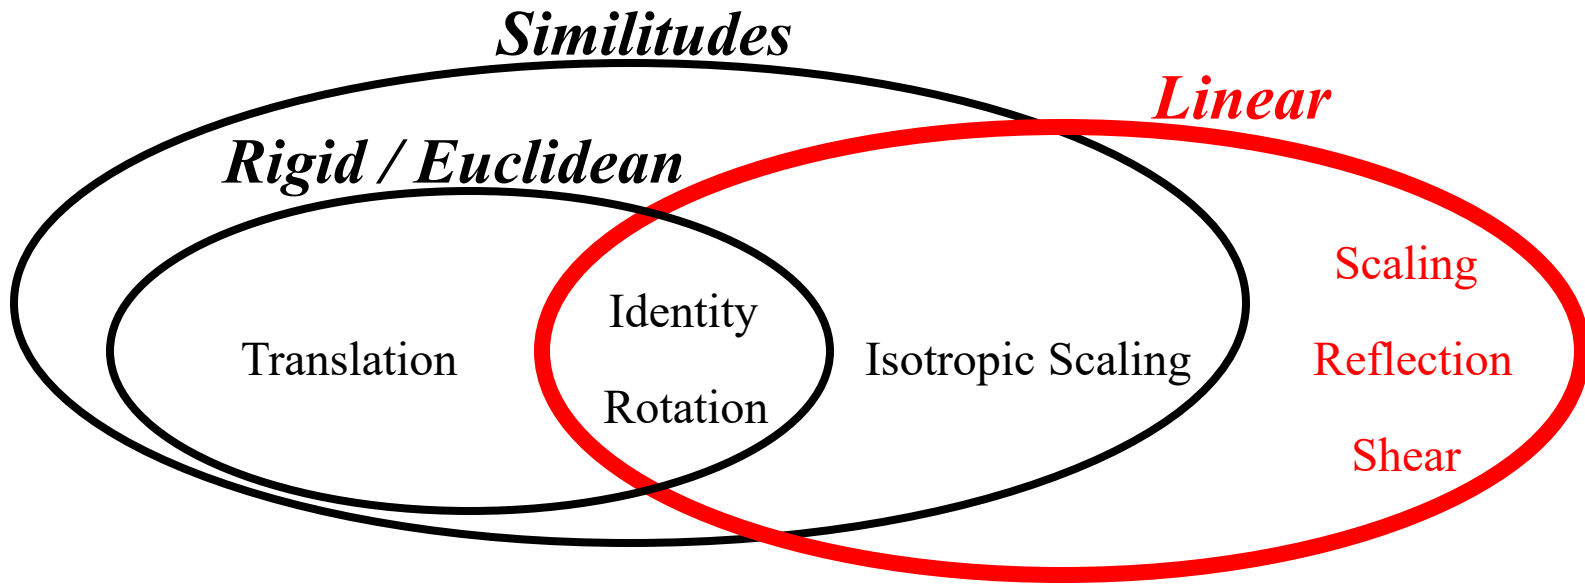 Similitudes
Linear
Rigid / Euclidean
Scaling
Identity
Translation
Isotropic Scaling
Reflection
Rotation
Shear